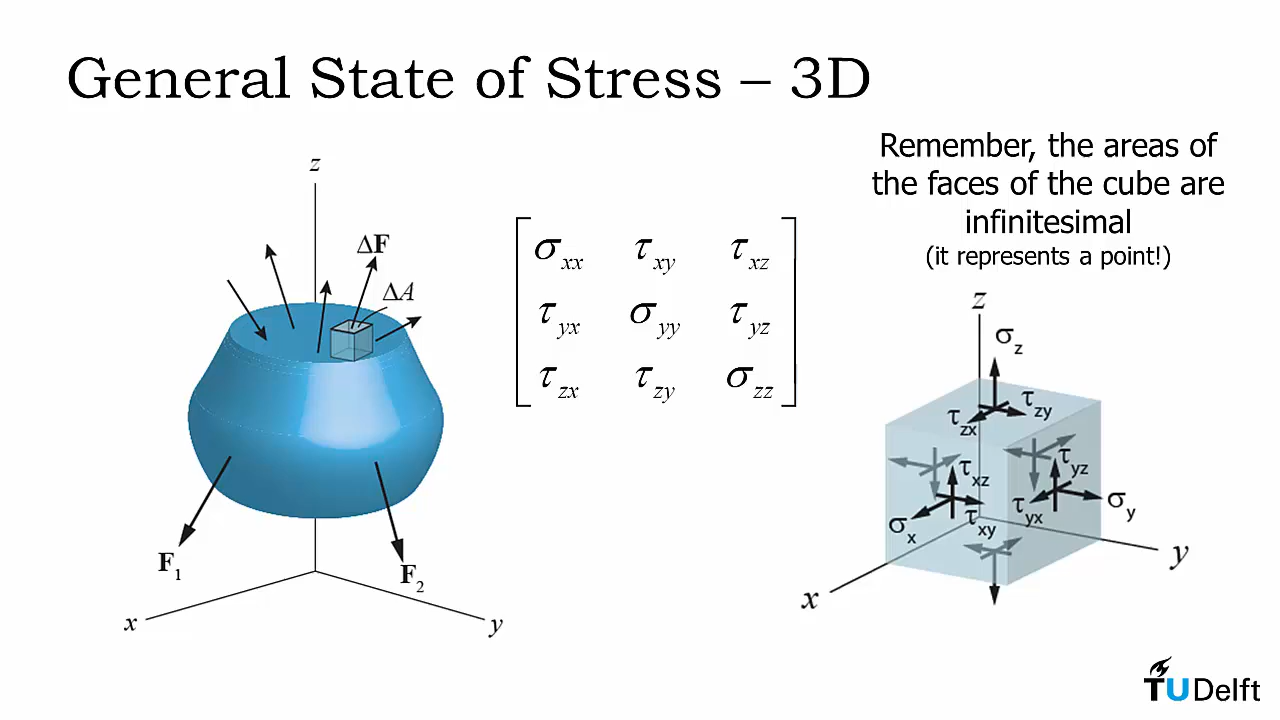 General State of Stress – 3D
Remember, the areas of
the faces of the cube are
infinitesimal
(it represents a point!)
z
ΔF
ΔA
F1
F2
x
y
σxx τxy τxz
τyx σyy τyz
τzx τzy σzz
z
σz
τzy
τzx
τyz
τxz
τyx
σy
σx
τxy
y
x
TUDelft